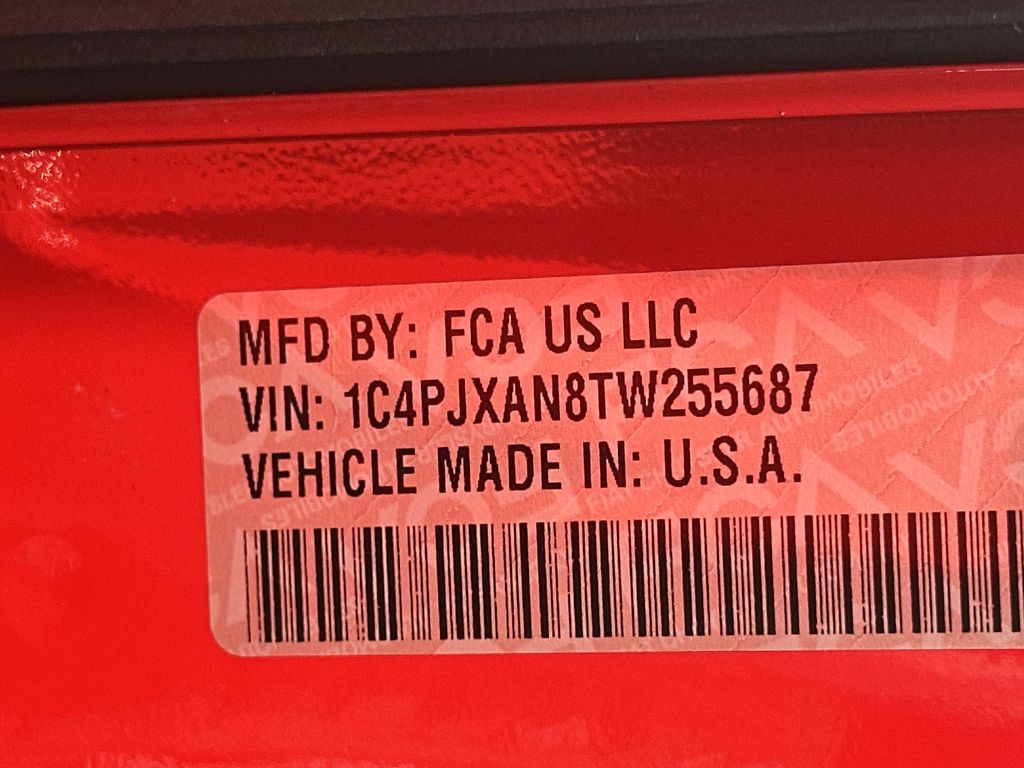 MFD BY: FCA US LLC
VIN: 1C4PJXAN8TW255687
VEHICLE MADE IN: U.S.A.